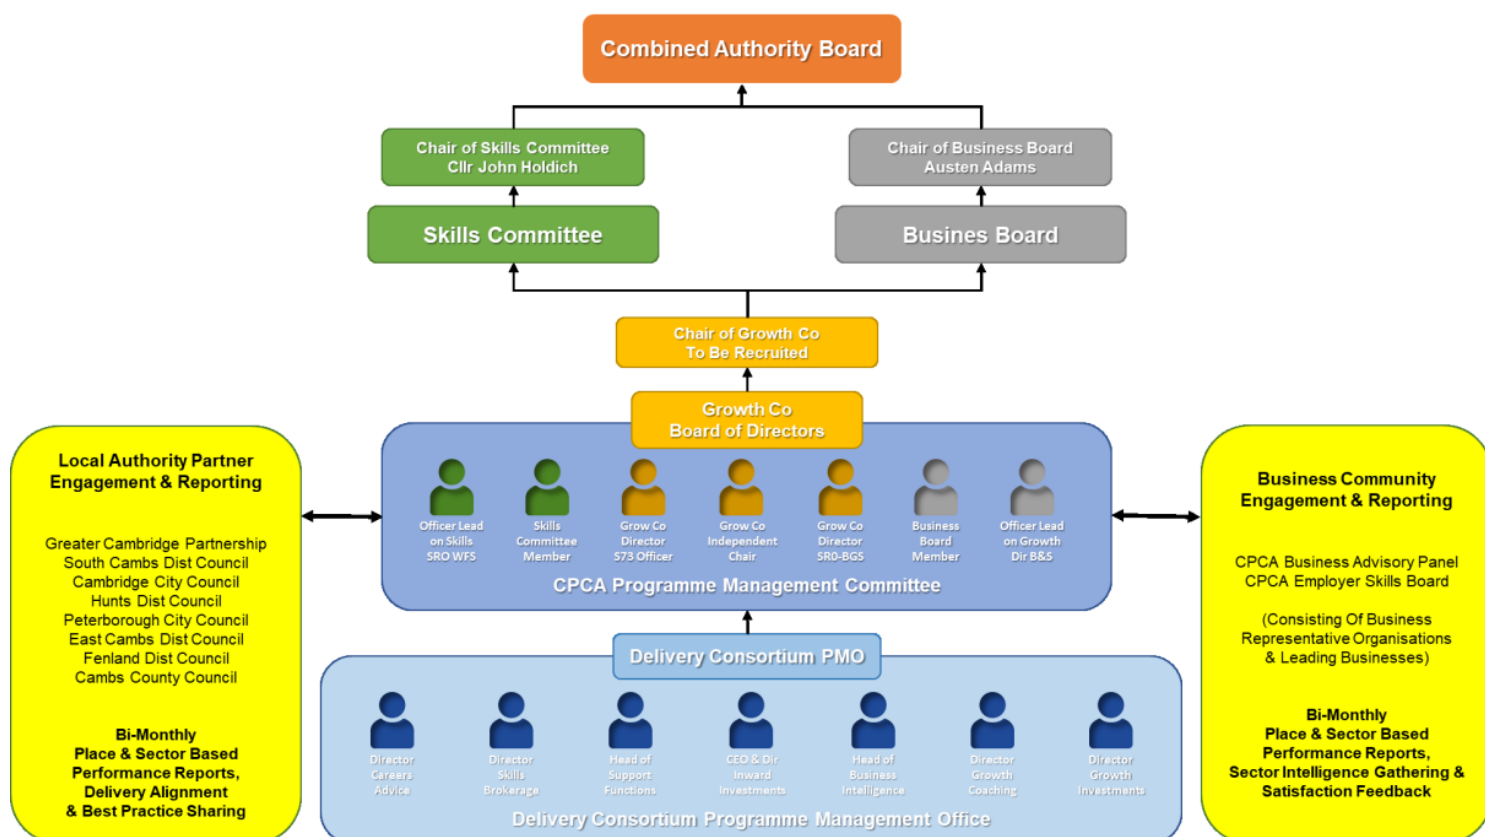 Combined Authority Board
Chair of Skills Committee
Cllr John Holdich
Chair of Business Board
Austen Adams
Skills Committee
Busines Board
Chair of Growth Co
To Be Recruited
Growth Co
Board of Directors
Local Authority Partner
Engagement & Reporting
Greater Cambridge Partnership
South Cambs Dist Council
Cambridge City Council
Hunts Dist Council
Peterborough City Council
East Cambs Dist Council
Fenland Dist Council
Cambs County Council
Bi-Monthly
Place & Sector Based
Performance Reports,
Delivery Alignment
& Best Practice Sharing
Officer Lead
on Skills
SRO WFS
Skills
Committee
Member
Grow Co
Director
S73 Officer
Grow Co
Independent
Chair
Grow Co
Director
SR0-BGS
Business
Board
Member
Officer Lead
on Growth
Dir B&S
CPCA Programme Management Committee
Business Community
Engagement & Reporting
CPCA Business Advisory Panel
CPCA Employer Skills Board
(Consisting Of Business
Representative Organisations
& Leading Businesses)
Bi-Monthly
Place & Sector Based
Performance Reports,
Sector Intelligence Gathering &
Satisfaction Feedback
Delivery Consortium PMO
Director
Careers
Advice
Director
Skills
Brokerage
Head of
Support
Functions
CEO & Dir
Inward
Investments
Head of
Business
Intelligence
Director
Growth
Coaching
Director
Growth
Investments
Delivery Consortium Programme Management Office